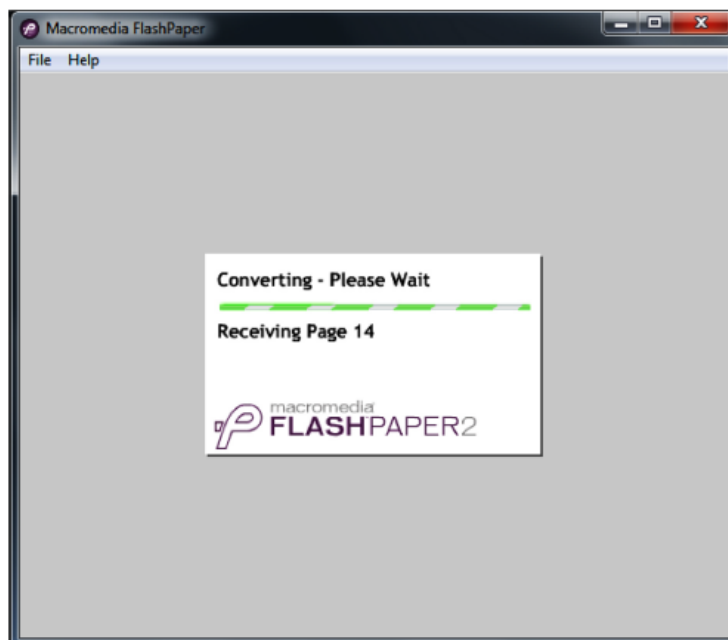 Macromedia FlashPaper
File Help
Converting - Please Wait
Receiving Page 14
macromedia
FLASHPAPER2